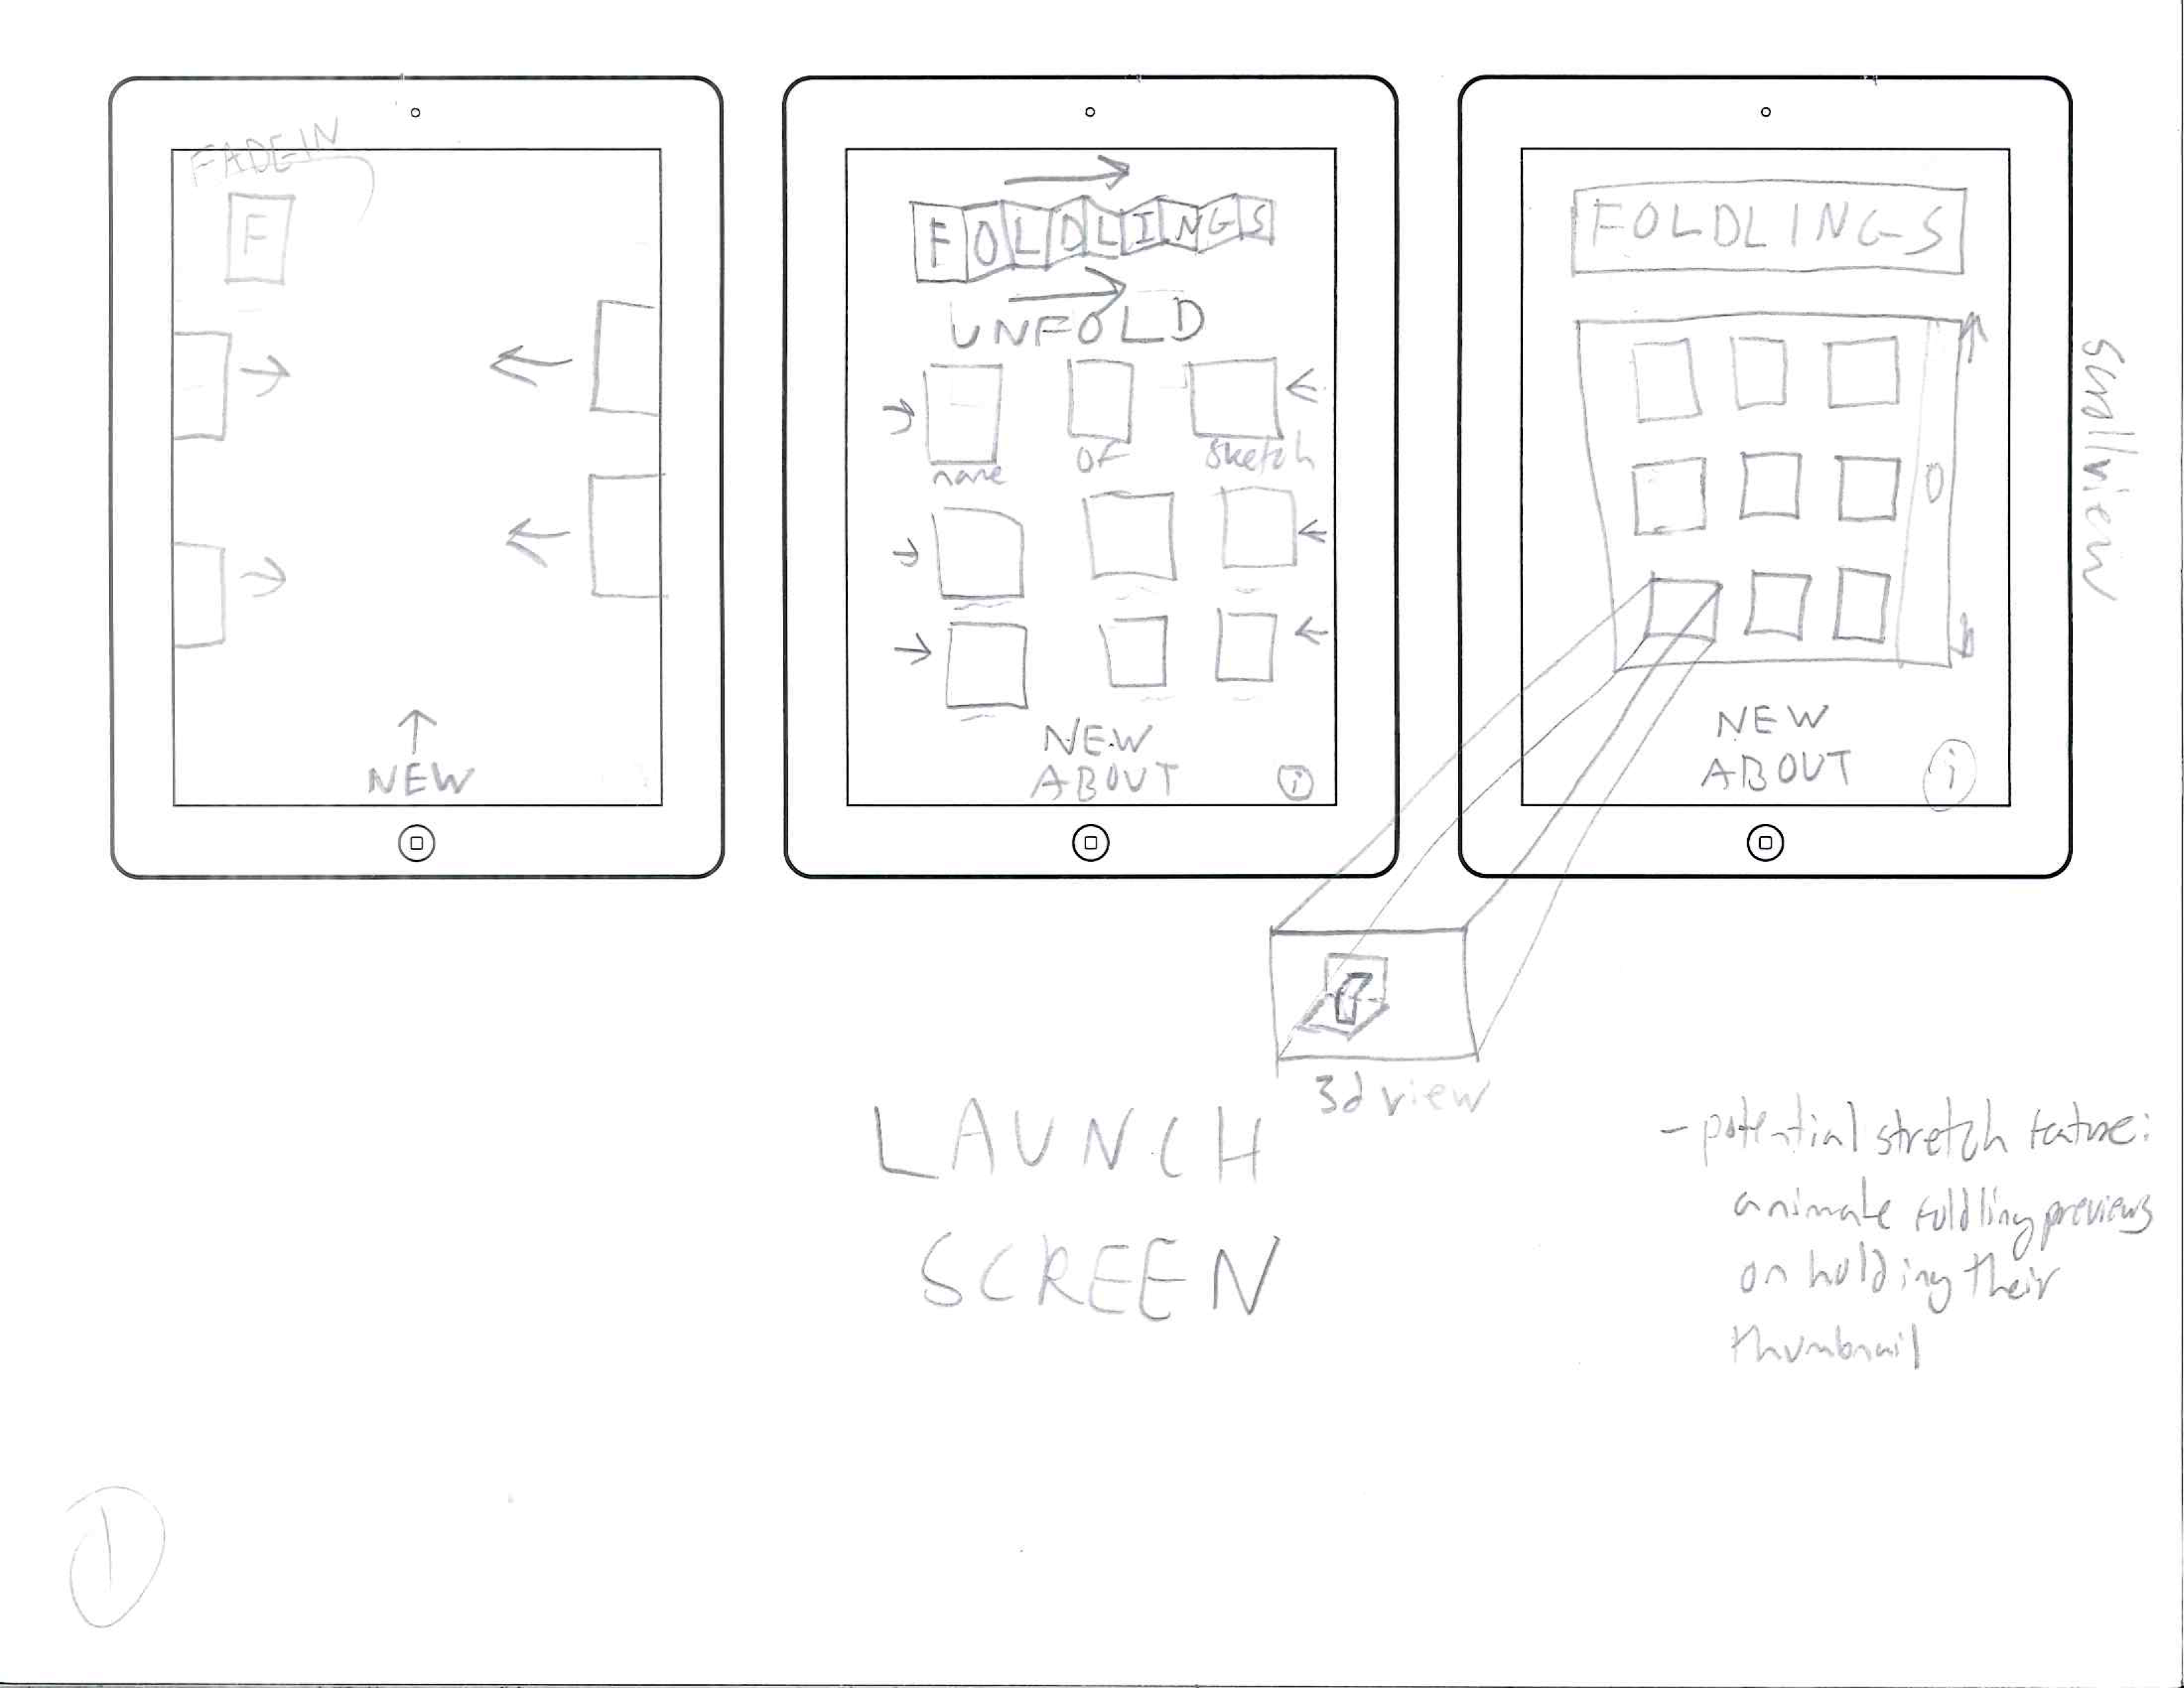 FADE IN
F
NEW
FOLDLINGS
UNFOLD
name of sketch
NEW
ABOUT
i
FOLDLINGS
Scrollview
NEW
ABOUT
i
3d view
LAUNCH
SCREEN
- potential stretch feature:
animate foldling previews
on holding their
thumbnail
1